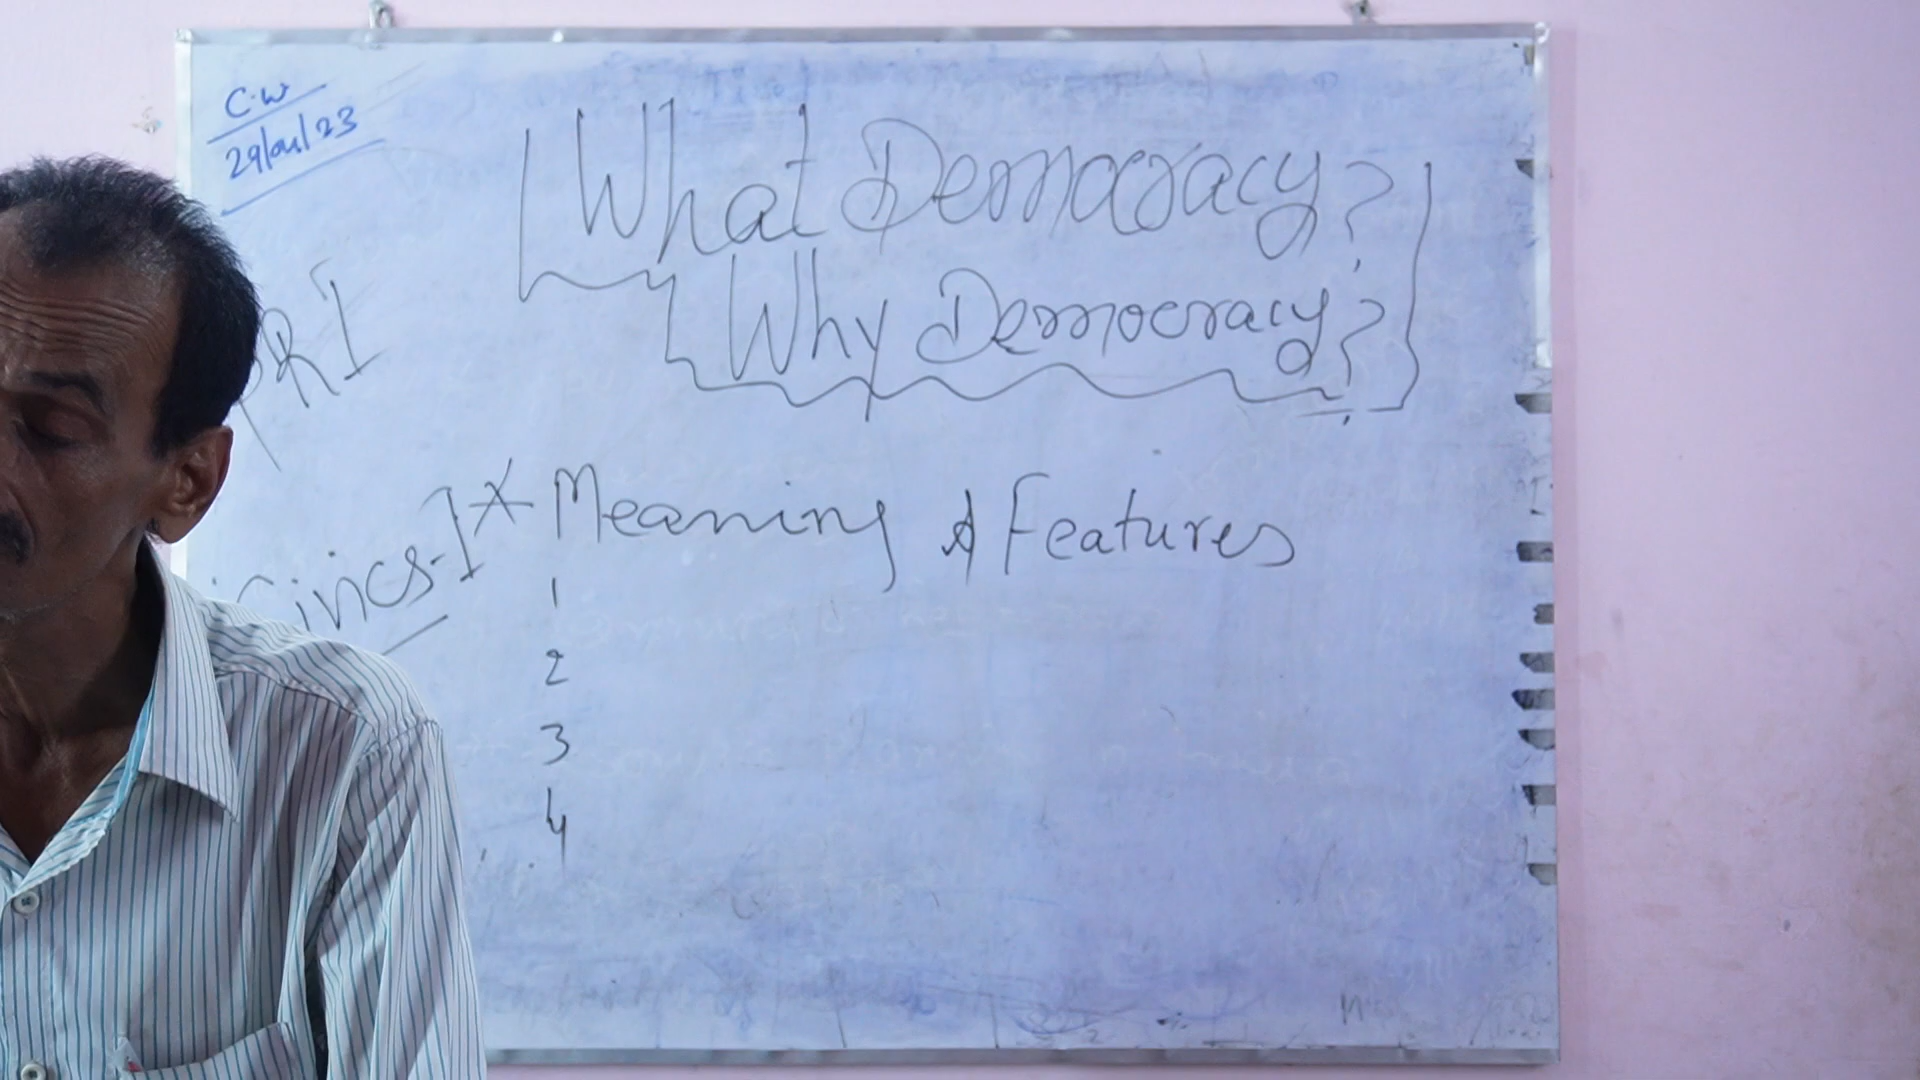 C.W
29/04/23
What Democracy?
Why Democracy?
PRI
Civics-I
* Meaning & Features
1
2
3
4